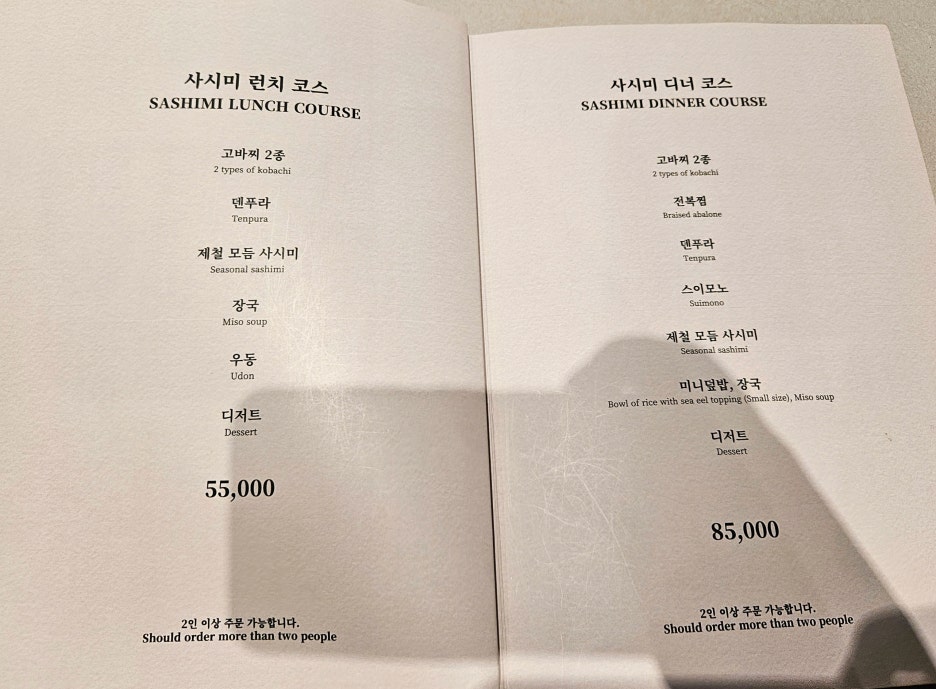 사시미 런치 코스
SASHIMI LUNCH COURSE
고바찌 2종
2 types of kobachi
덴푸라
Tenpura
제철 모듬 사시미
Seasonal sashimi
장국
Miso soup
우동
Udon
디저트
Dessert
55,000
2인 이상 주문 가능합니다.
Should order more than two people
사시미 디너 코스
SASHIMI DINNER COURSE
고바찌 2종
2 types of kobachi
전복찜
Braised abalone
덴푸라
Tenpura
스이모노
Suimono
제철 모듬 사시미
Seasonal sashimi
미니덮밥, 장국
Bowl of rice with sea eel topping (Small size), Miso soup
디저트
Dessert
85,000
2인 이상 주문 가능합니다.
Should order more than two people